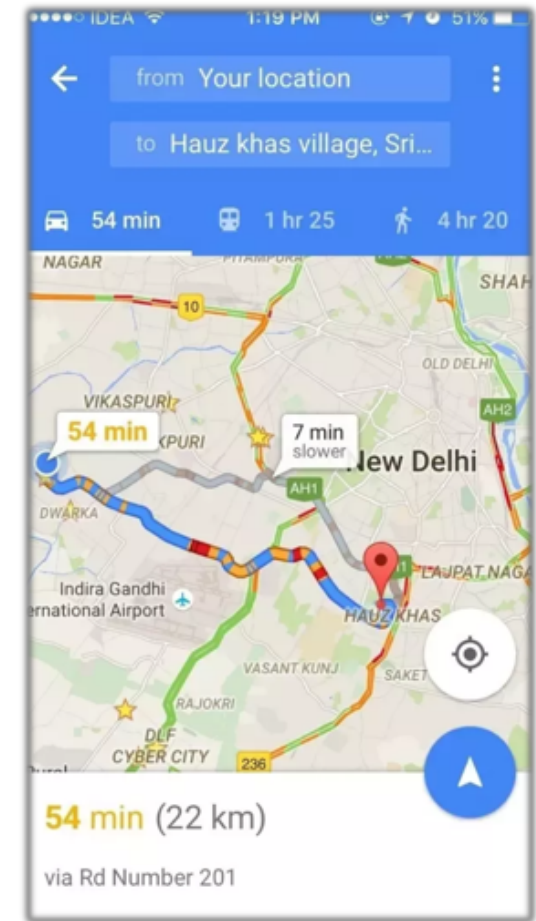 IDEA 1:19 PM 51%
from Your location
to Hauz khas village, Sri...
54 min 1 hr 25 4 hr 20
NAGAR
PITAMPURA
SHAH
10
OLD DELHI
VIKASPURI
AH2
54 min
KPURI
7 min
slower
New Delhi
AH1
DWARKA
LAJPAT NAGA
Indira Gandhi
ernational Airport
HAUZ KHAS
VASANT KUNJ
SAKET
RAJOKRI
DLF
CYBER CITY
236
54 min (22 km)
via Rd Number 201